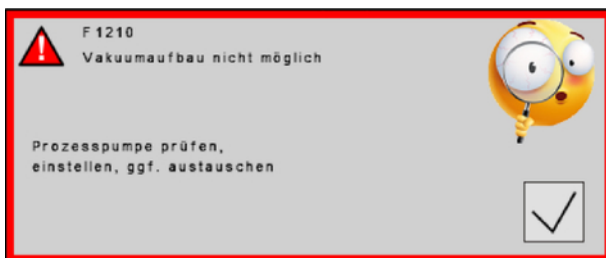 F 1210
Vakuumaufbau nicht möglich
Prozesspumpe prüfen,
einstellen, ggf. austauschen